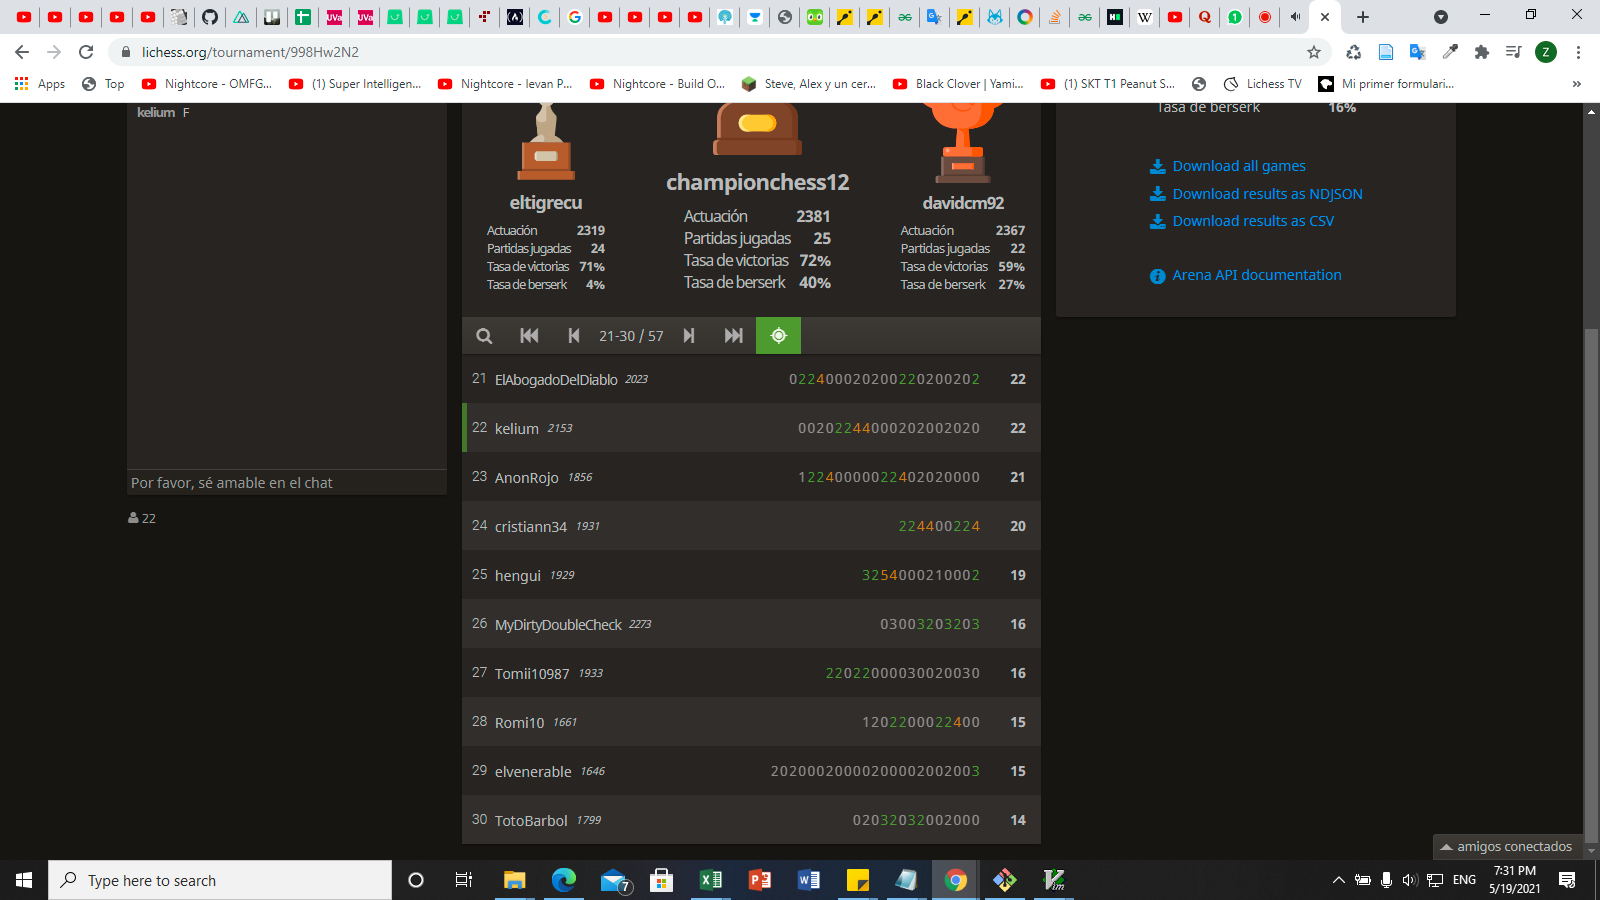 lichess.org/tournament/998Hw2N2
Z
Apps
Top
Nightcore - OMFG...
(1) Super Intelligen...
Nightcore - Ievan P...
Nightcore - Build O...
Steve, Alex y un cer...
Black Clover | Yami...
(1) SKT T1 Peanut S...
Lichess TV
Mi primer formulari...
»
kelium F
Por favor, sé amable en el chat
22
eltigrecu
Actuación 2319
Partidas jugadas 24
Tasa de victorias 71%
Tasa de berserk 4%
championchess12
Actuación 2381
Partidas jugadas 25
Tasa de victorias 72%
Tasa de berserk 40%
davidcm92
Actuación 2367
Partidas jugadas 22
Tasa de victorias 59%
Tasa de berserk 27%
21-30 / 57
21 ElAbogadoDelDiablo 2023 022400020200220200202 22
22 kelium 2153 00202244000202002020 22
23 AnonRojo 1856 12240000022402020000 21
24 cristiann34 1931 224400224 20
25 hengui 1929 3254000210002 19
26 MyDirtyDoubleCheck 2273 03003203203 16
27 Tomii10987 1933 22022000030020030 16
28 Romi10 1661 1202200022400 15
29 elvenerable 1646 20200020000200002002003 15
30 TotoBarbol 1799 02032032002000 14
Tasa de berserk 16%
Download all games
Download results as NDJSON
Download results as CSV
Arena API documentation
amigos conectados
Type here to search
7
ENG
7:31 PM
5/19/2021